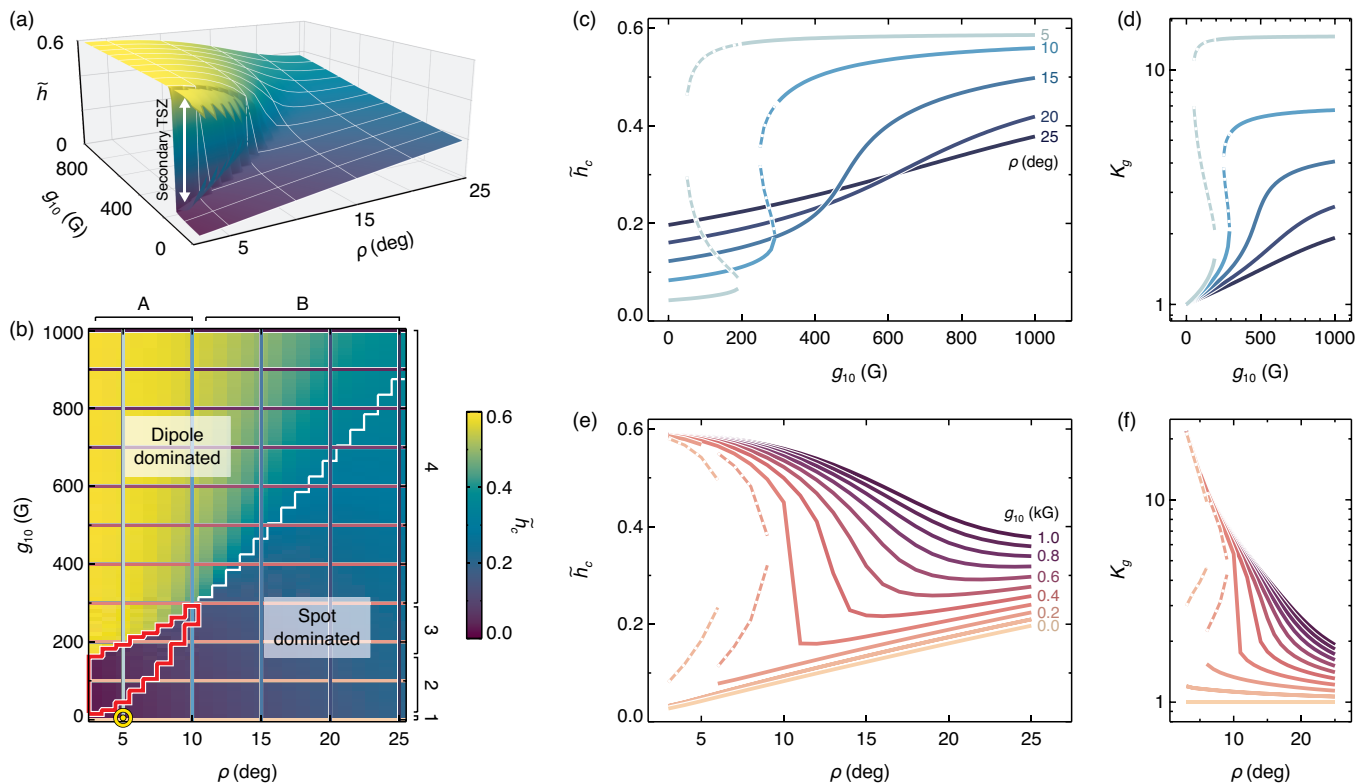 (a)
0.6
h̃
0
800
400
0
g10 (G)
Secondary TSZ
5
15
25
ρ (deg)
(b)
A
B
1000
800
600
400
200
0
g10 (G)
Dipole
dominated
Spot
dominated
4
3
2
1
5
10
15
20
25
ρ (deg)
0.6
0.4
0.2
0.0
h̃c
(c)
0.6
0.4
0.2
0.0
h̃c
5
10
15
20
25
ρ (deg)
0
200
400
600
800
1000
g10 (G)
(d)
10
1
Kg
0
500
1000
g10 (G)
(e)
0.6
0.4
0.2
0.0
h̃c
g10 (kG)
1.0
0.8
0.6
0.4
0.2
0.0
5
10
15
20
25
ρ (deg)
(f)
10
1
Kg
10
20
ρ (deg)